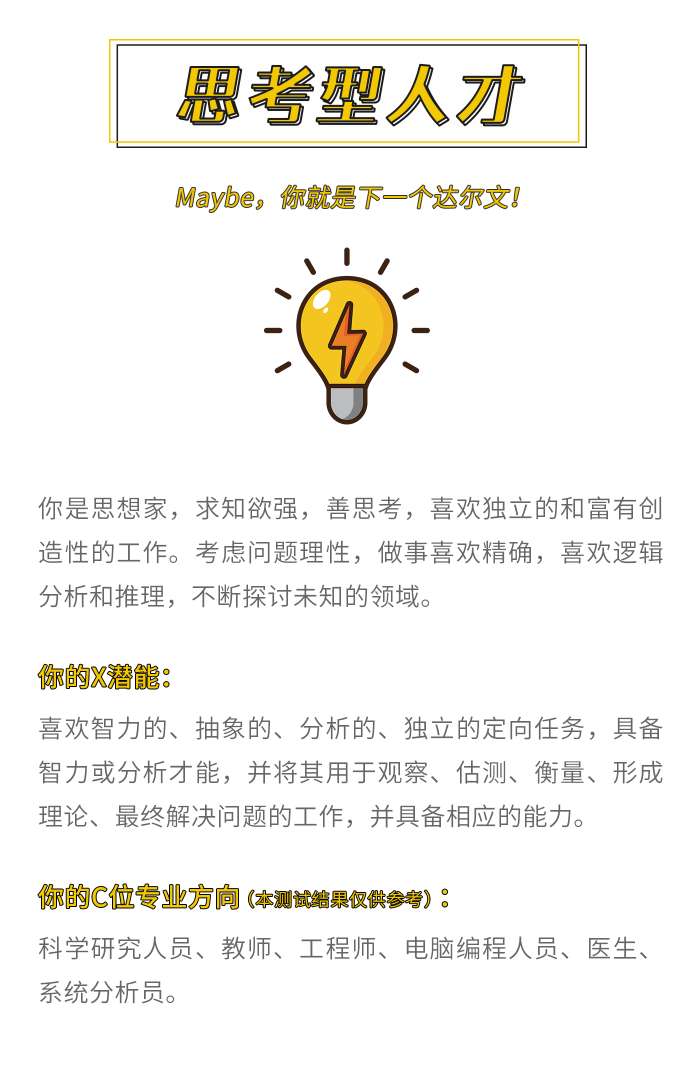 思考型人才
Maybe，你就是下一个达尔文！
你是思想家，求知欲强，善思考，喜欢独立的和富有创
造性的工作。考虑问题理性，做事喜欢精确，喜欢逻辑
分析和推理，不断探讨未知的领域。
你的X潜能：
喜欢智力的、抽象的、分析的、独立的定向任务，具备
智力或分析才能，并将其用于观察、估测、衡量、形成
理论、最终解决问题的工作，并具备相应的能力。
你的C位专业方向（本测试结果仅供参考）：
科学研究人员、教师、工程师、电脑编程人员、医生、
系统分析员。